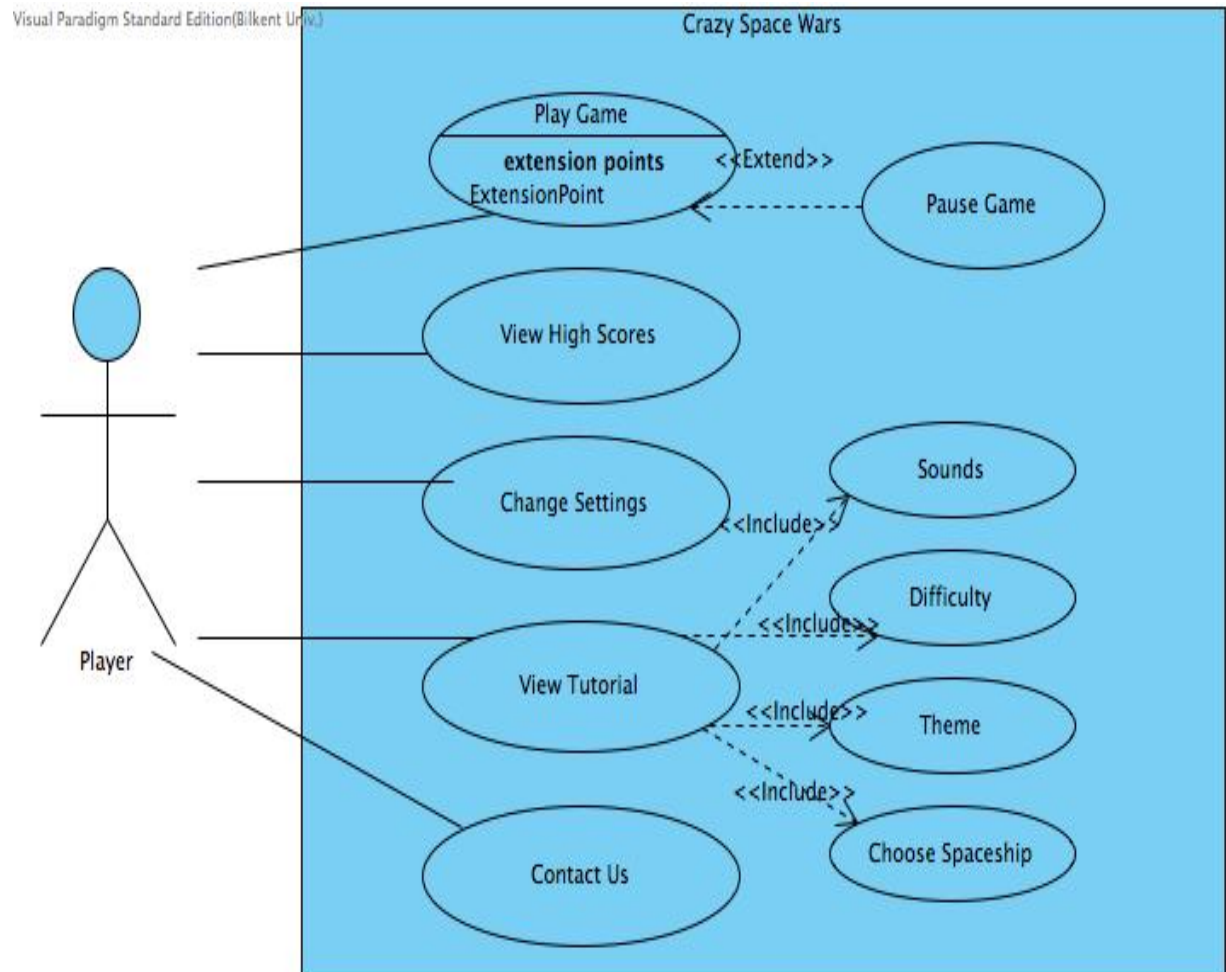 Visual Paradigm Standard Edition(Bilkent Univ.)
Crazy Space Wars
Play Game
extension points
ExtensionPoint
<<Extend>>
Pause Game
View High Scores
Change Settings
Sounds
<<Include>>
Difficulty
<<Include>>
Player
View Tutorial
<<Include>>
Theme
<<Include>>
Choose Spaceship
Contact Us